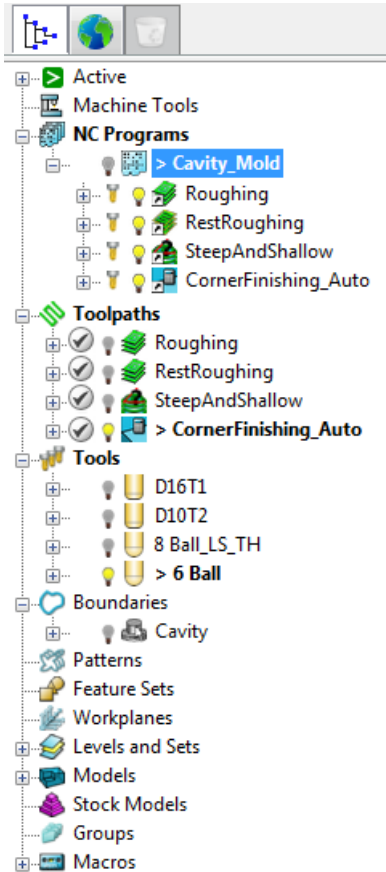 Active
Machine Tools
NC Programs
> Cavity_Mold
Roughing
RestRoughing
SteepAndShallow
CornerFinishing_Auto
Toolpaths
Roughing
RestRoughing
SteepAndShallow
> CornerFinishing_Auto
Tools
D16T1
D10T2
8 Ball_LS_TH
> 6 Ball
Boundaries
Cavity
Patterns
Feature Sets
Workplanes
Levels and Sets
Models
Stock Models
Groups
Macros